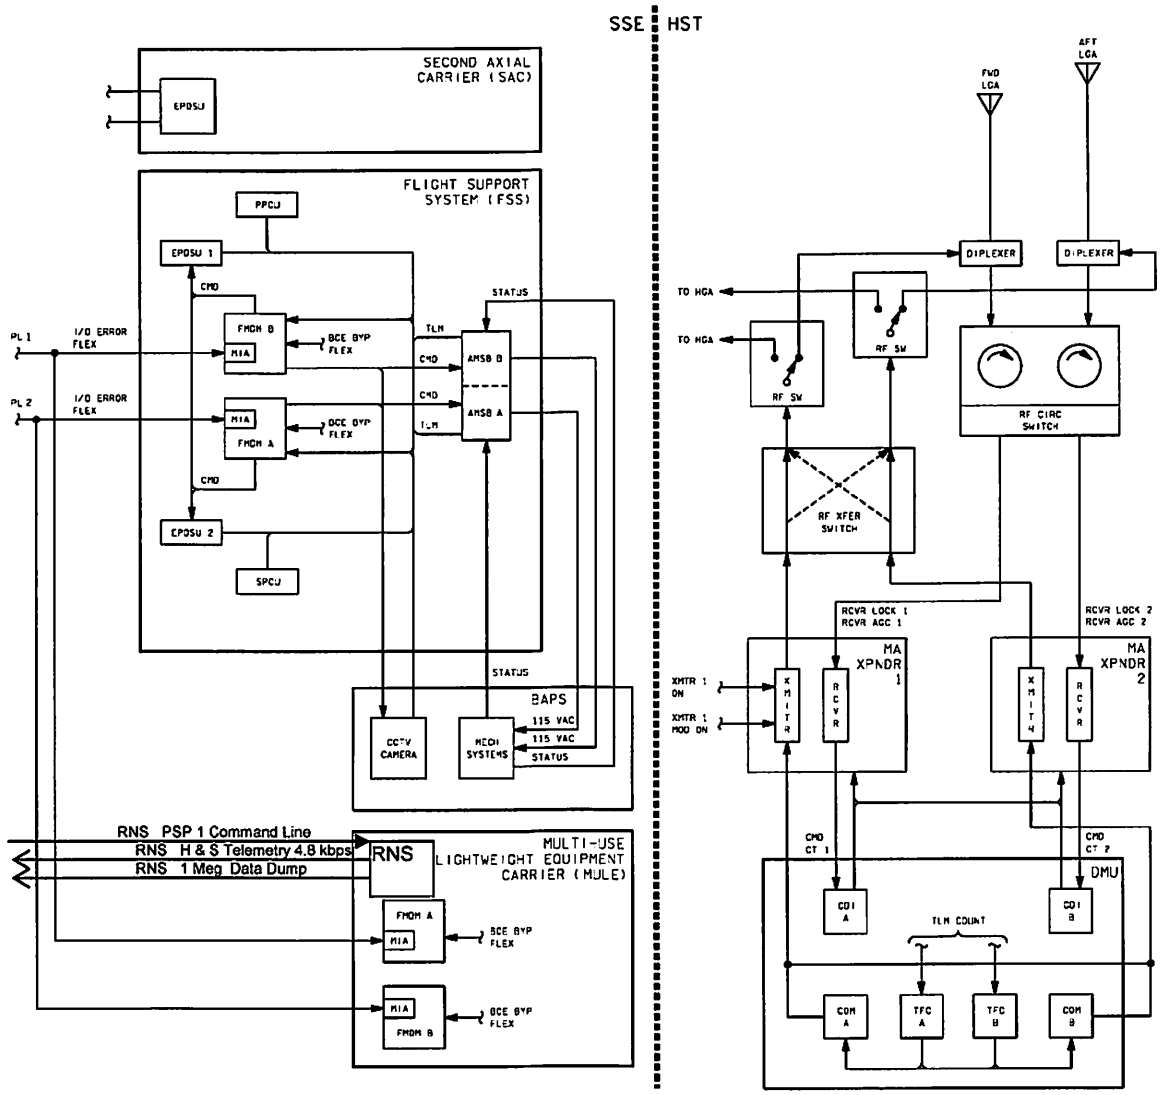 SSE HST
SECOND AXIAL
CARRIER (SAC)
EPDSU
FLIGHT SUPPORT
SYSTEM (FSS)
PPCU
EPDSU 1
CMD
FMDM B
MIA
BCE BYP
FLEX
PL 1
I/O ERROR
FLEX
STATUS
TLM
CMD
AMSB B
AMSB A
CMD
TLM
PL 2
I/O ERROR
FLEX
MIA
FMDM A
BCE BYP
FLEX
CMD
EPDSU 2
SPCU
STATUS
BAPS
CCTV
CAMERA
MECH
SYSTEMS
115 VAC
115 VAC
STATUS
RNS PSP 1 Command Line
RNS H & S Telemetry 4.8 kbps
RNS 1 Meg Data Dump
RNS
MULTI-USE
LIGHTWEIGHT EQUIPMENT
CARRIER (MULE)
FMDM A
MIA
BCE BYP
FLEX
MIA
FMDM B
BCE BYP
FLEX
AFT
LGA
FWD
LGA
DIPLEXER
DIPLEXER
TO HGA
RF SW
TO HGA
RF SW
RF CIRC
SWITCH
RF XFER
SWITCH
RCVR LOCK 1
RCVR AGC 1
RCVR LOCK 2
RCVR AGC 2
MA
XPNDR
1
MA
XPNDR
2
XMTR 1
ON
XMTR 1
MOD ON
XMITR
RCVR
XMITR
RCVR
CMD
CT 1
CMD
CT 2
DMU
CDI
A
CDI
B
TLM COUNT
COM
A
TFC
A
TFC
B
COM
B